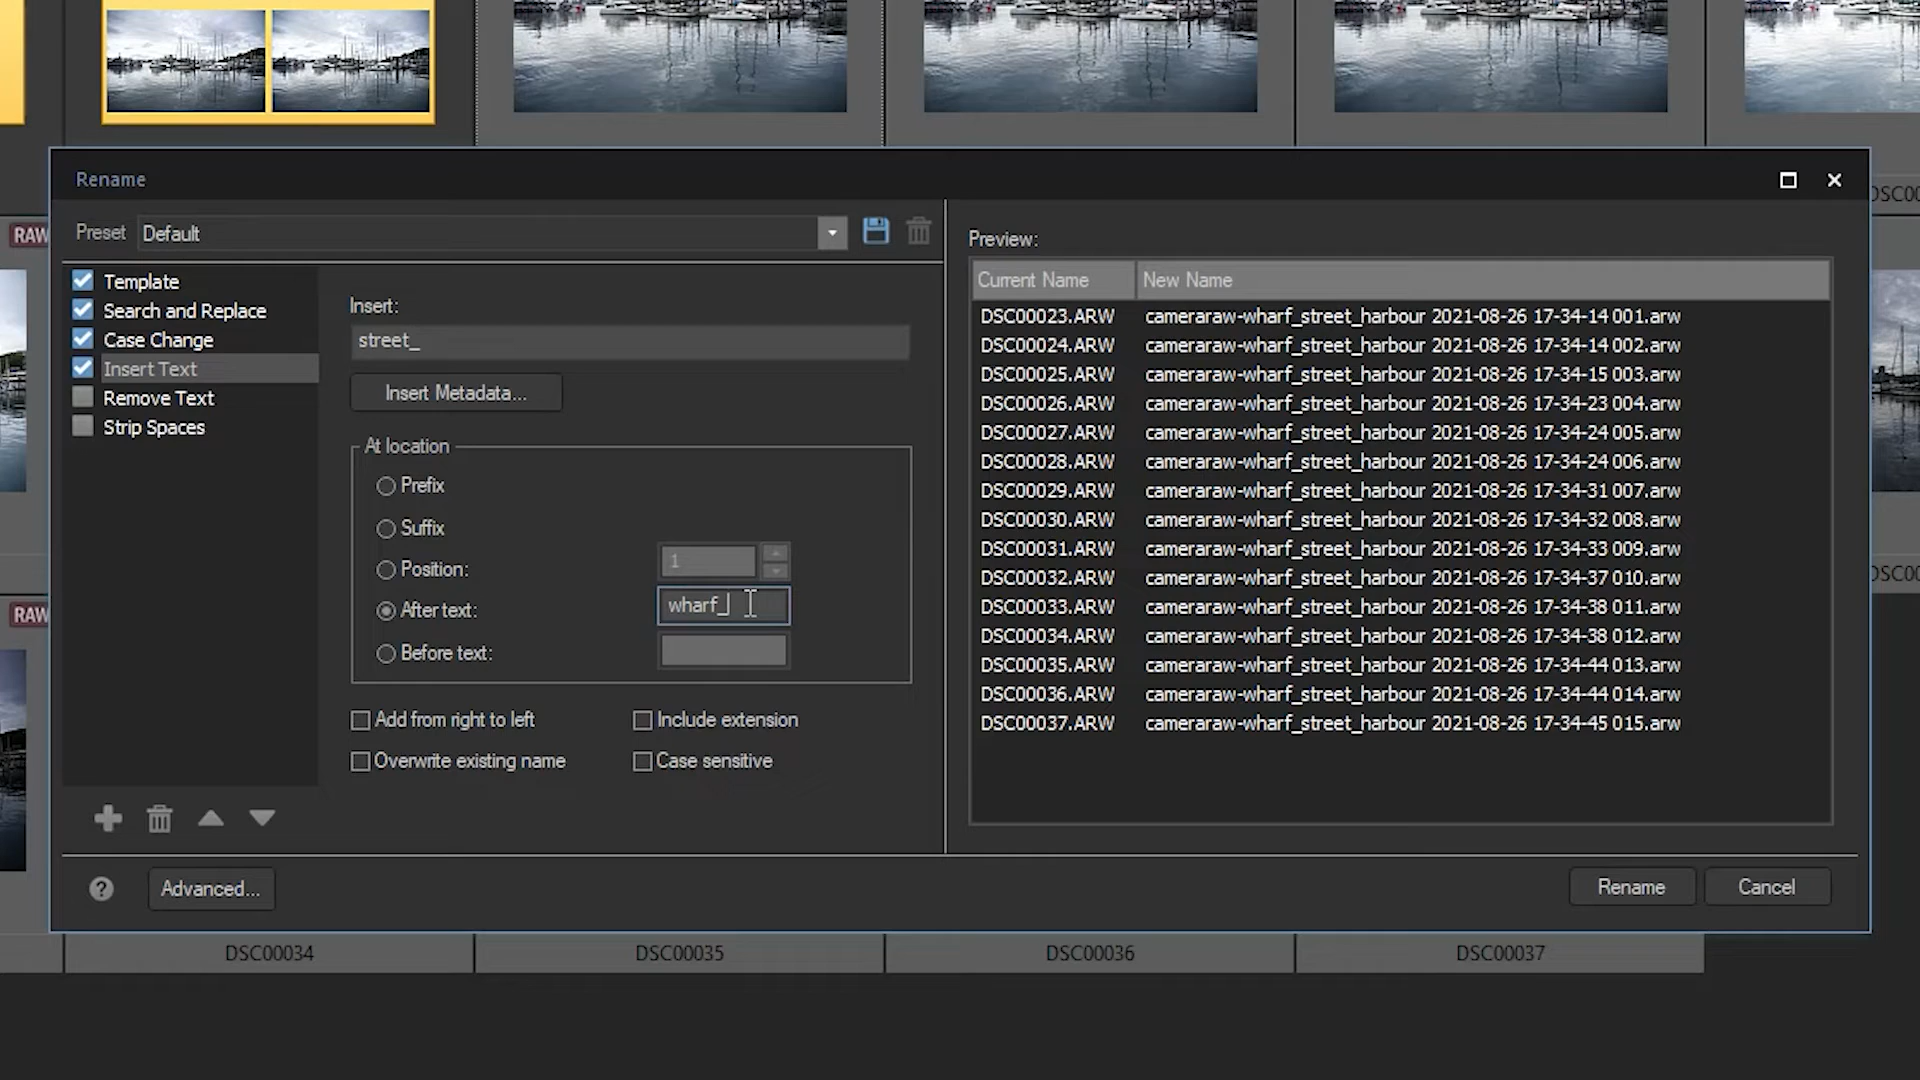 RAW
DSC0
Rename
Preset Default
Template
Search and Replace
Case Change
Insert Text
Remove Text
Strip Spaces
Insert:
street_
Insert Metadata...
At location
Prefix
Suffix
Position: 1
After text: wharf_
Before text:
Add from right to left
Include extension
Overwrite existing name
Case sensitive
Preview:
Current Name New Name
DSC00023.ARW cameraraw-wharf_street_harbour 2021-08-26 17-34-14 001.arw
DSC00024.ARW cameraraw-wharf_street_harbour 2021-08-26 17-34-14 002.arw
DSC00025.ARW cameraraw-wharf_street_harbour 2021-08-26 17-34-15 003.arw
DSC00026.ARW cameraraw-wharf_street_harbour 2021-08-26 17-34-23 004.arw
DSC00027.ARW cameraraw-wharf_street_harbour 2021-08-26 17-34-24 005.arw
DSC00028.ARW cameraraw-wharf_street_harbour 2021-08-26 17-34-24 006.arw
DSC00029.ARW cameraraw-wharf_street_harbour 2021-08-26 17-34-31 007.arw
DSC00030.ARW cameraraw-wharf_street_harbour 2021-08-26 17-34-32 008.arw
DSC00031.ARW cameraraw-wharf_street_harbour 2021-08-26 17-34-33 009.arw
DSC00032.ARW cameraraw-wharf_street_harbour 2021-08-26 17-34-37 010.arw
DSC00033.ARW cameraraw-wharf_street_harbour 2021-08-26 17-34-38 011.arw
DSC00034.ARW cameraraw-wharf_street_harbour 2021-08-26 17-34-38 012.arw
DSC00035.ARW cameraraw-wharf_street_harbour 2021-08-26 17-34-44 013.arw
DSC00036.ARW cameraraw-wharf_street_harbour 2021-08-26 17-34-44 014.arw
DSC00037.ARW cameraraw-wharf_street_harbour 2021-08-26 17-34-45 015.arw
RAW
Advanced...
Rename
Cancel
DSC00034
DSC00035
DSC00036
DSC00037